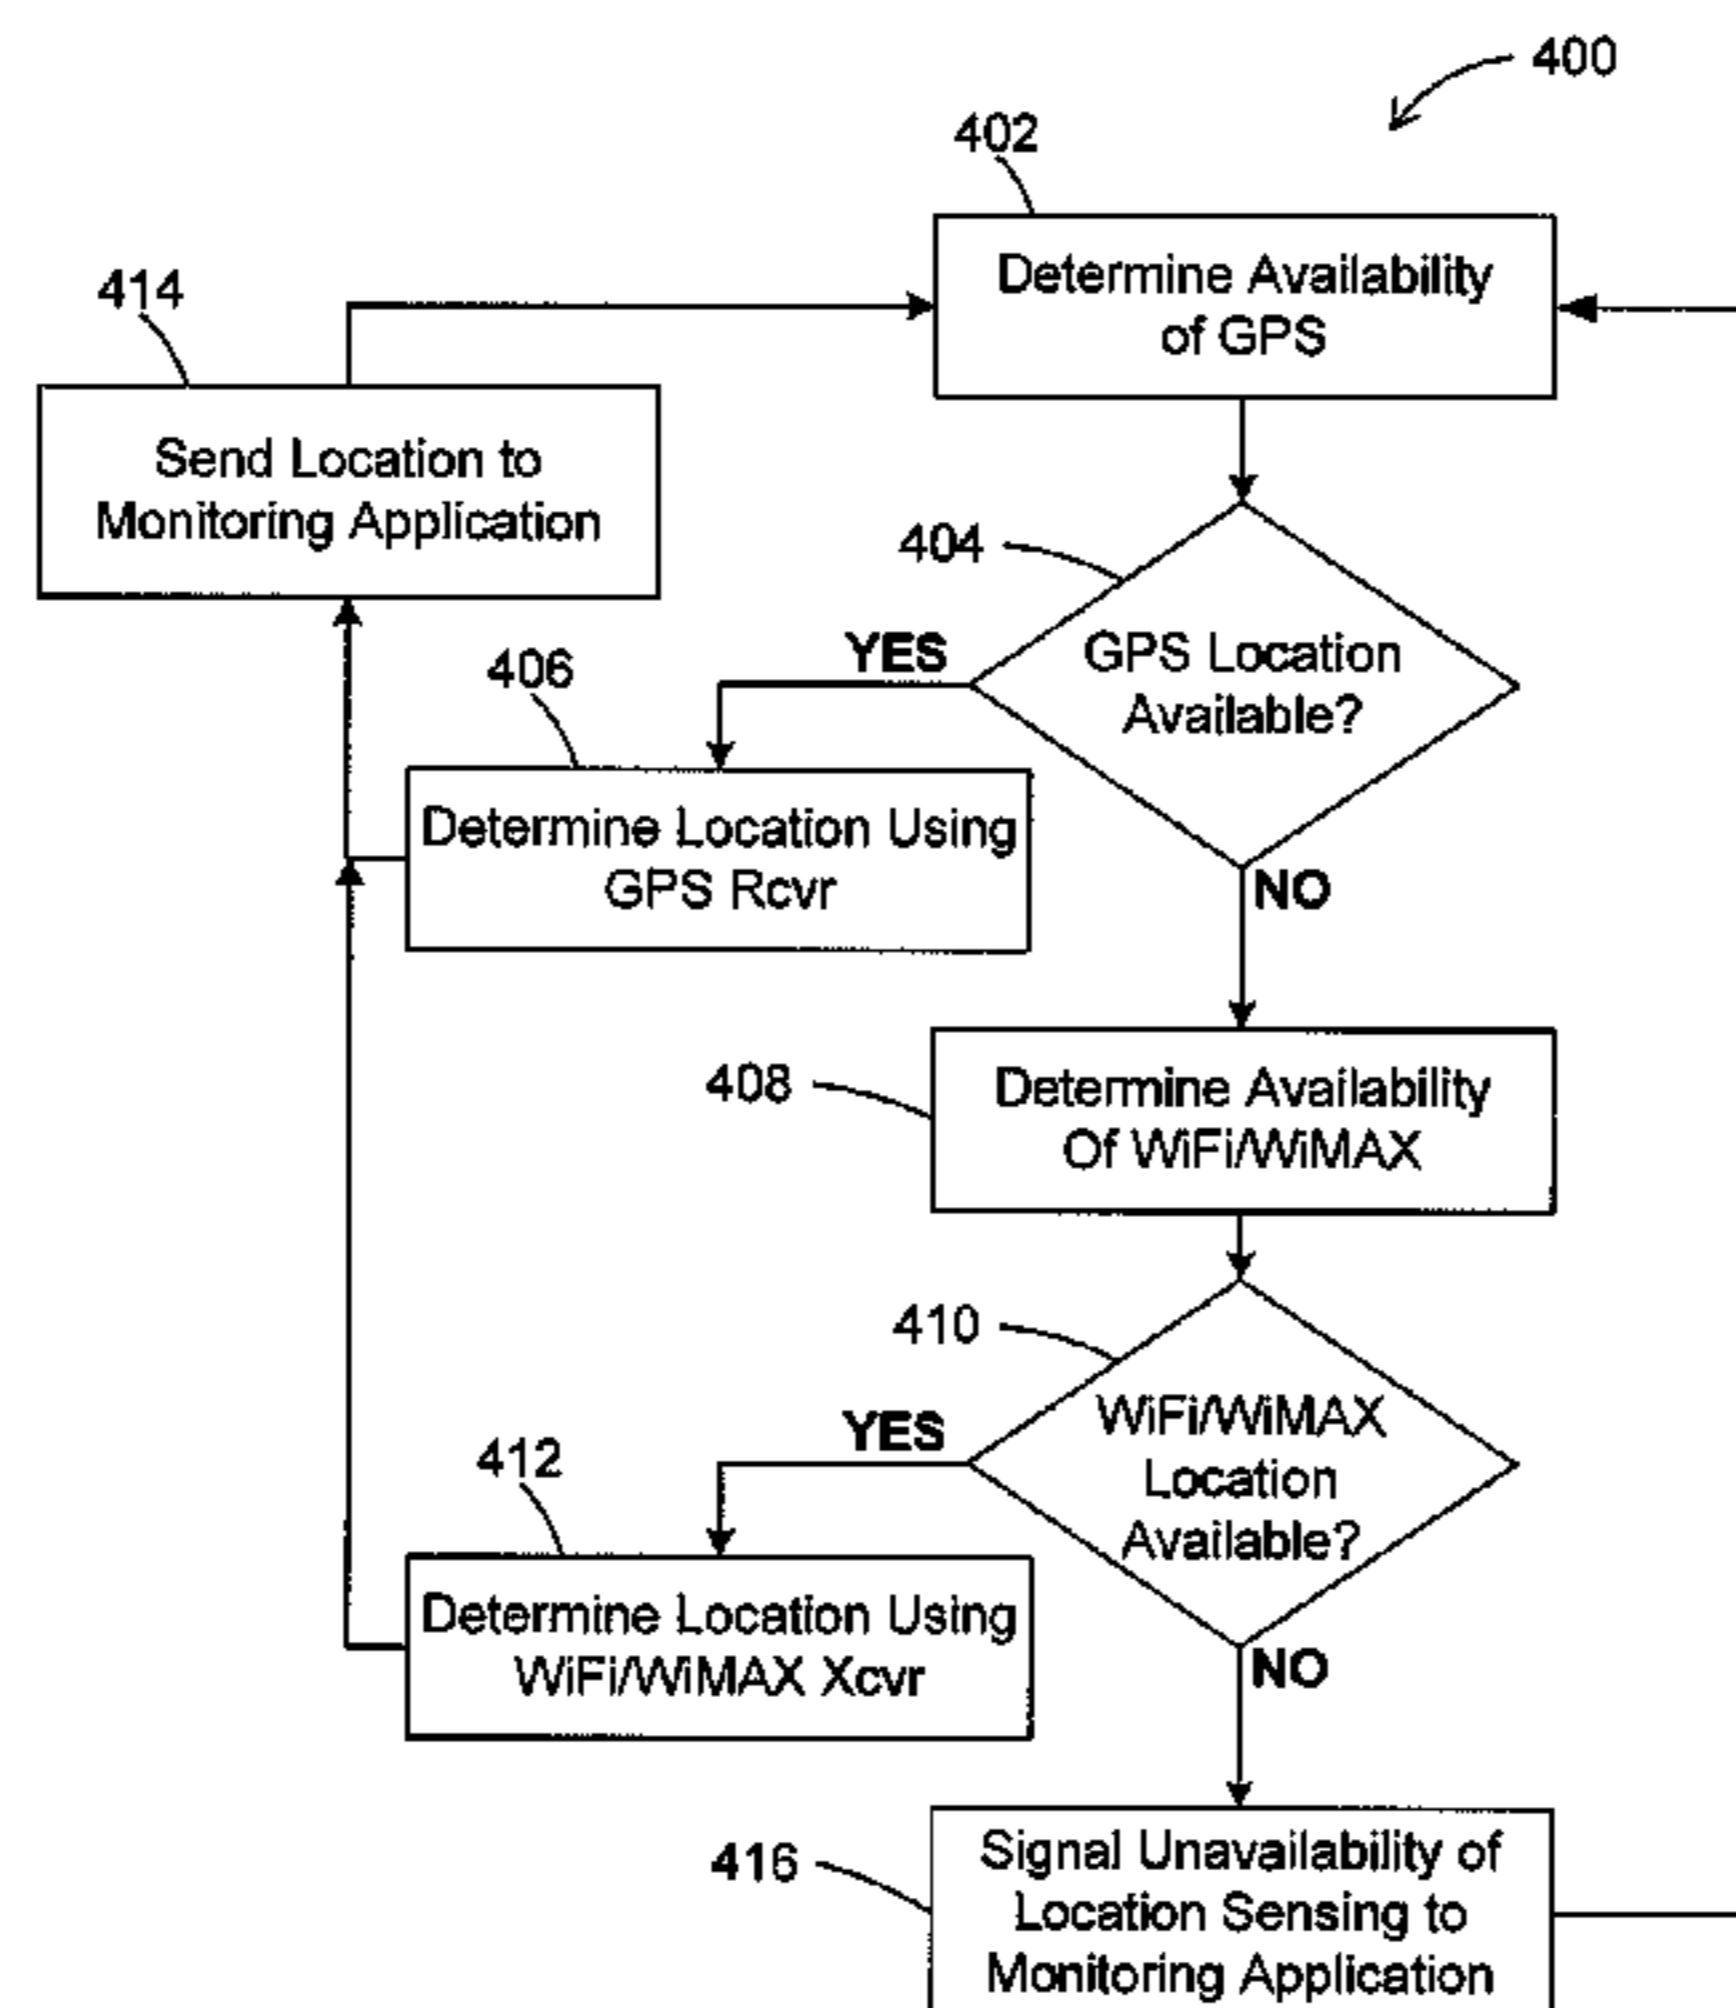 400
402
Determine Availability
of GPS
414
Send Location to
Monitoring Application
404
GPS Location
Available?
YES
406
Determine Location Using
GPS Rcvr
NO
408
Determine Availability
Of WiFi/WiMAX
410
WiFi/WiMAX
Location
Available?
YES
412
Determine Location Using
WiFi/WiMAX Xcvr
NO
416
Signal Unavailability of
Location Sensing to
Monitoring Application